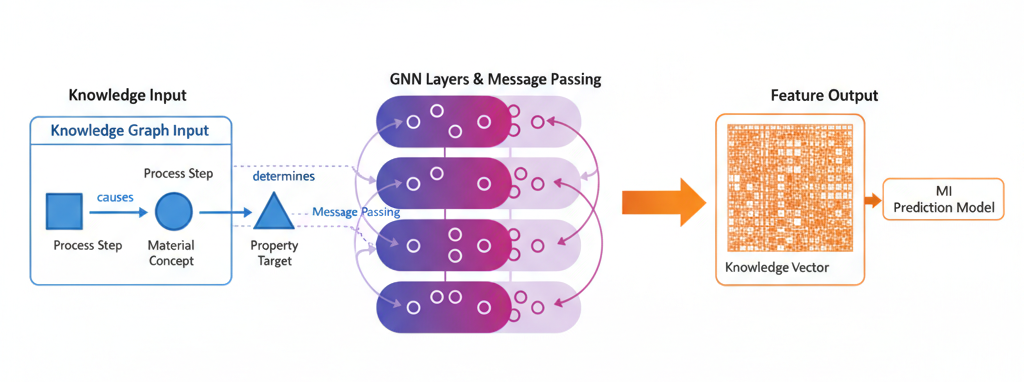 Knowledge Input
Knowledge Graph Input
Process Step
causes
determines
Process Step
Material
Concept
Property
Target
Message Passing
GNN Layers & Message Passing
Feature Output
Knowledge Vector
MI
Prediction Model